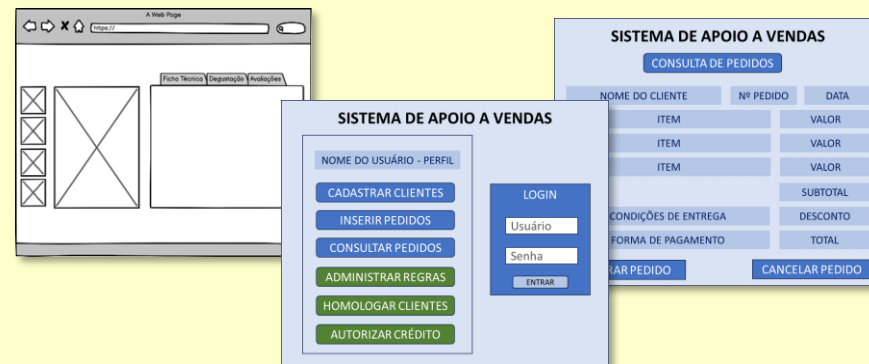 A Web Page
https://
Ficha Técnica Degustação Avaliações
SISTEMA DE APOIO A VENDAS
NOME DO USUÁRIO - PERFIL
CADASTRAR CLIENTES
INSERIR PEDIDOS
CONSULTAR PEDIDOS
ADMINISTRAR REGRAS
HOMOLOGAR CLIENTES
AUTORIZAR CRÉDITO
LOGIN
Usuário
Senha
ENTRAR
SISTEMA DE APOIO A VENDAS
CONSULTA DE PEDIDOS
NOME DO CLIENTE Nº PEDIDO DATA
ITEM VALOR
ITEM VALOR
ITEM VALOR
SUBTOTAL
CONDIÇÕES DE ENTREGA DESCONTO
FORMA DE PAGAMENTO TOTAL
RAR PEDIDO CANCELAR PEDIDO